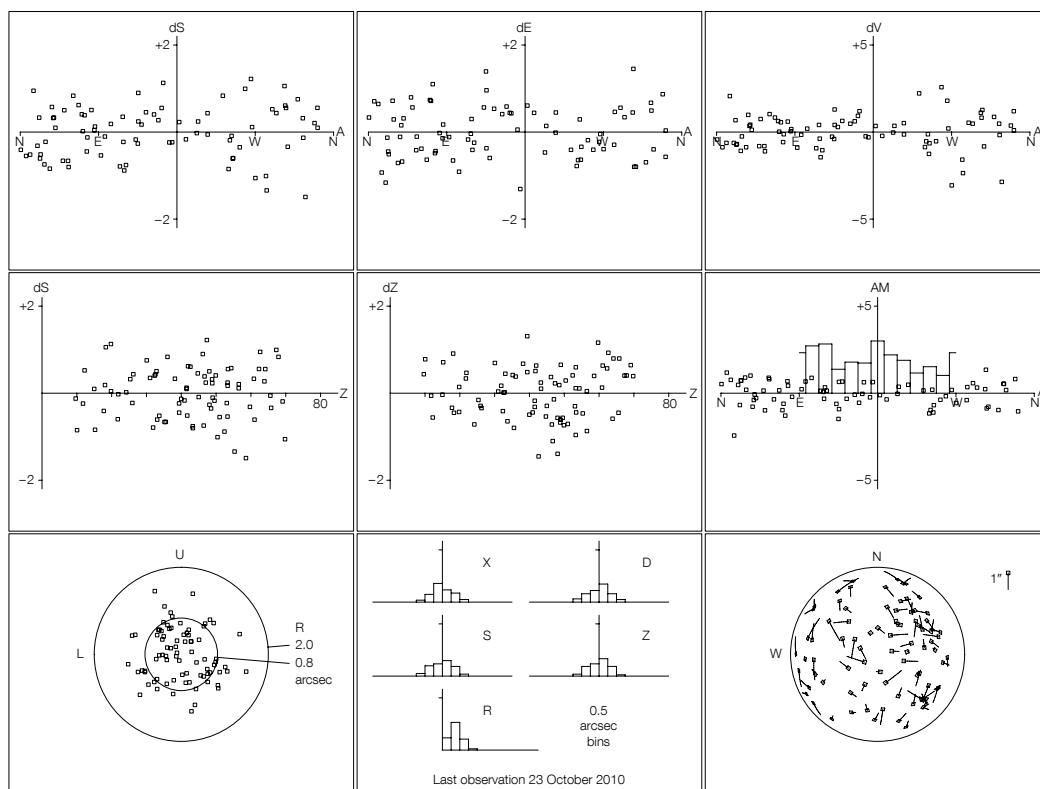 dS
+2
N E W N A
−2
dE
+2
N E W N A
−2
dV
+5
N E W N A
−5
dS
+2
80 Z
−2
dZ
+2
80 Z
−2
AM
+5
N E W N A
−5
U
L
R
2.0
0.8
arcsec
X D
S Z
R
0.5
arcsec
bins
Last observation 23 October 2010
N
W
1″